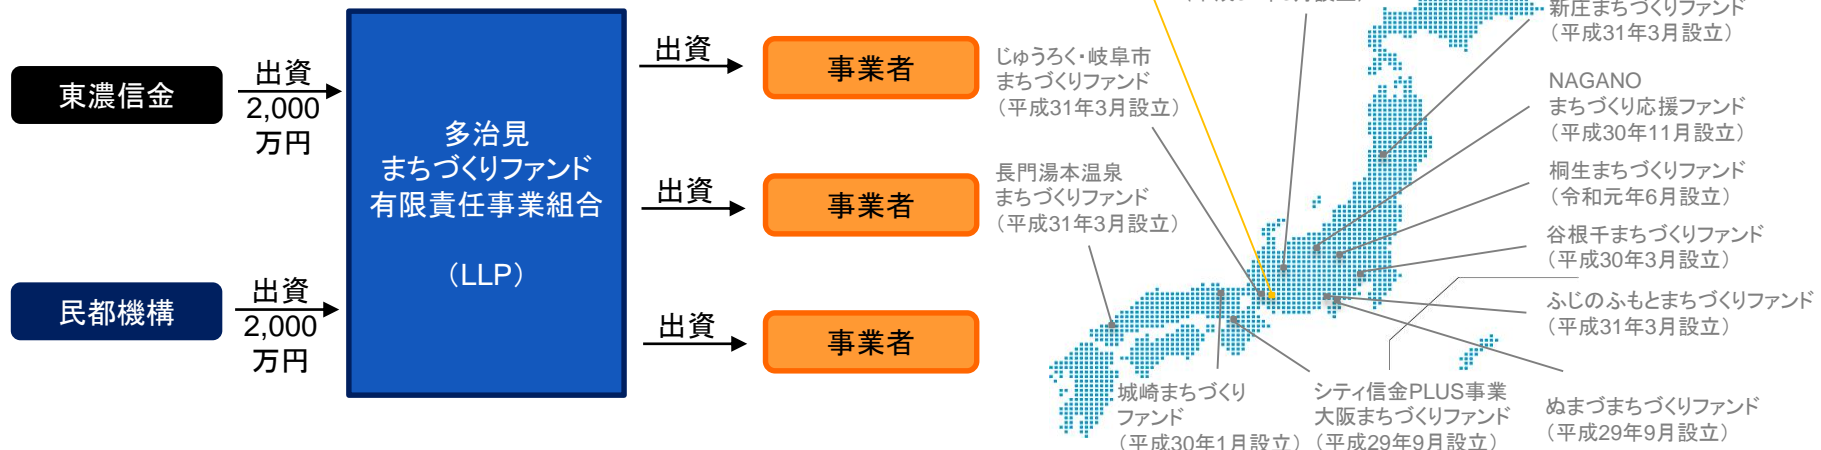 東濃信金
出資
2,000
万円
民都機構
出資
2,000
万円
多治見
まちづくりファンド
有限責任事業組合
（LLP）
出資
事業者
出資
事業者
出資
事業者
じゅうろく・岐阜市
まちづくりファンド
（平成31年3月設立）
長門湯本温泉
まちづくりファンド
（平成31年3月設立）
城崎まちづくり
ファンド
（平成30年1月設立）
シティ信金PLUS事業
大阪まちづくりファンド
（平成29年9月設立）
新庄まちづくりファンド
（平成31年3月設立）
NAGANO
まちづくり応援ファンド
（平成30年11月設立）
桐生まちづくりファンド
（令和元年6月設立）
谷根千まちづくりファンド
（平成30年3月設立）
ふじのふもとまちづくりファンド
（平成31年3月設立）
ぬまづまちづくりファンド
（平成29年9月設立）